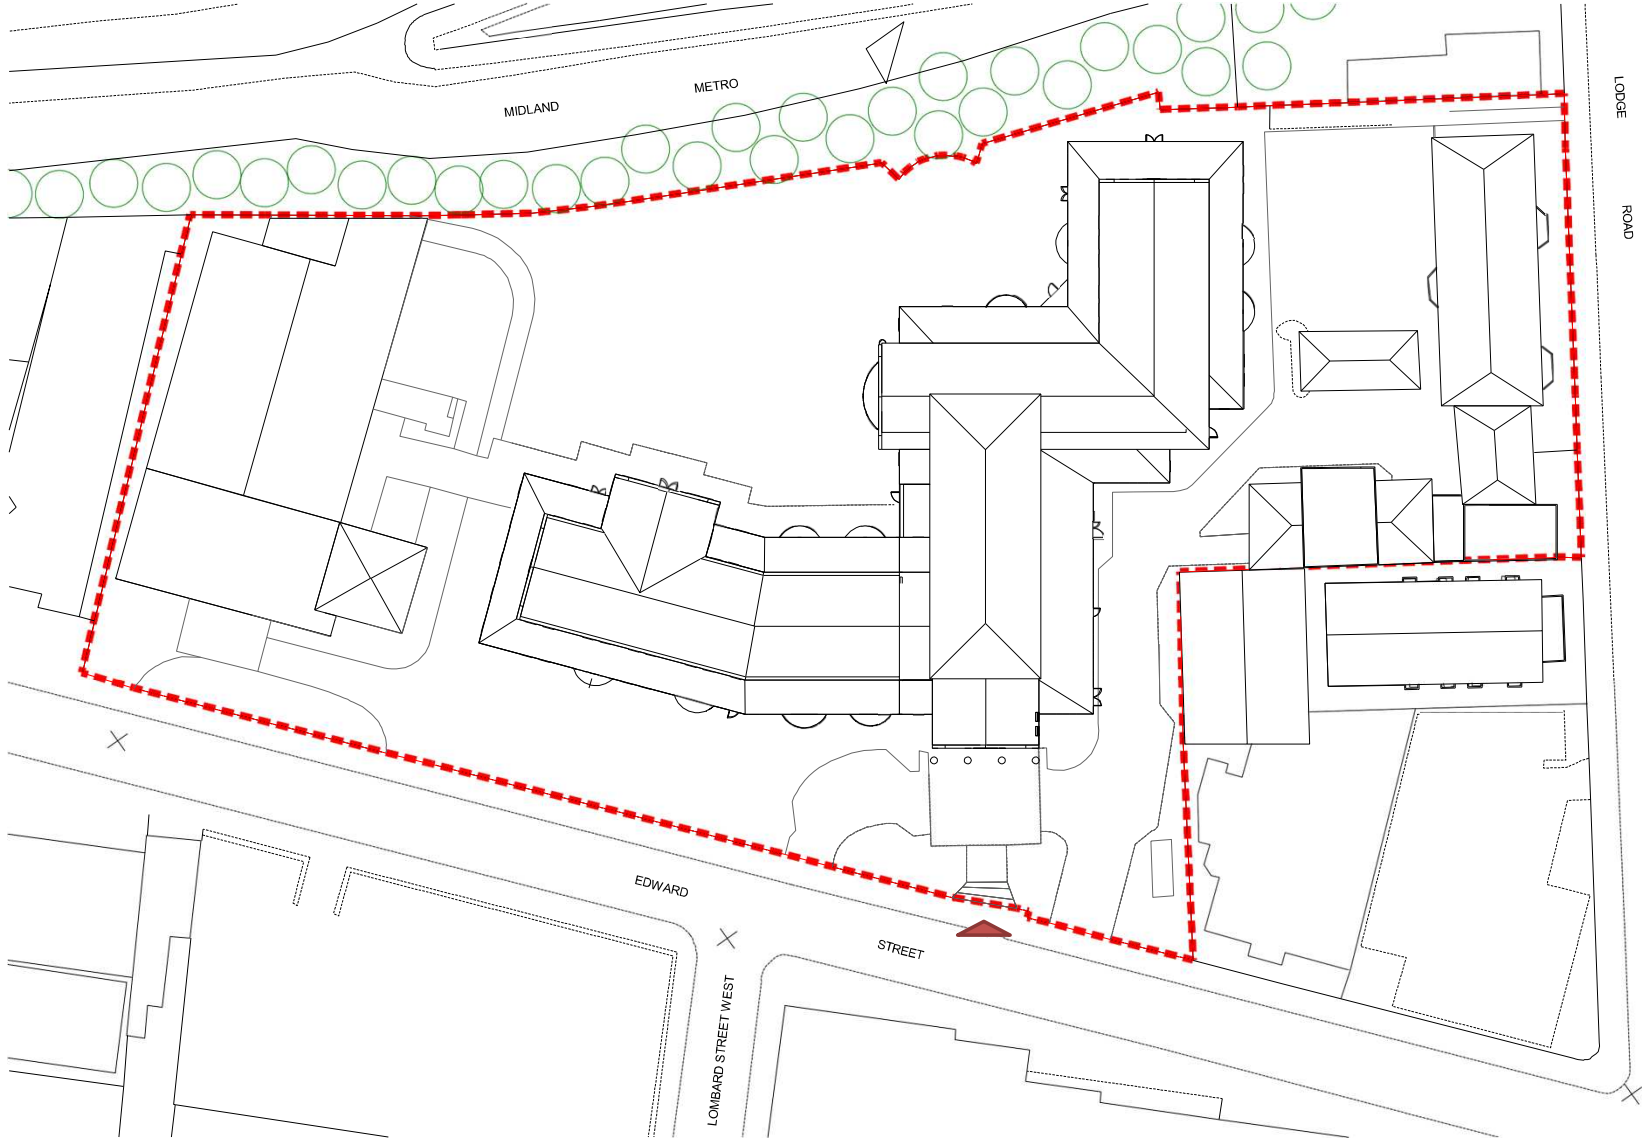 MIDLAND METRO
LODGE ROAD
EDWARD STREET
LOMBARD STREET WEST